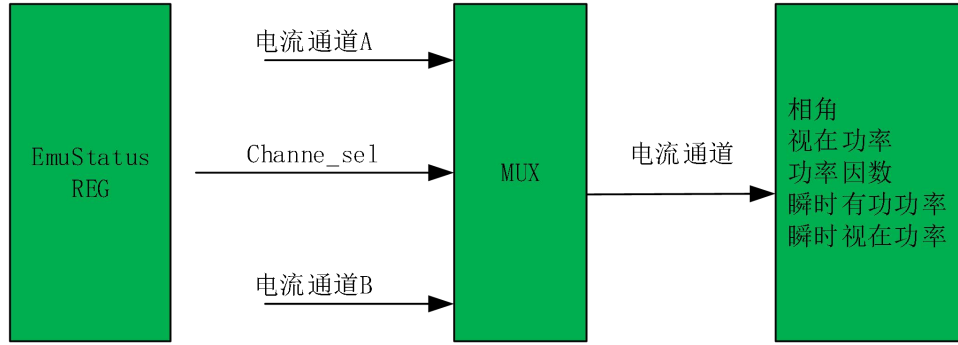 EmuStatus
REG
电流通道A
Channe_sel
电流通道B
MUX
电流通道
相角
视在功率
功率因数
瞬时有功功率
瞬时视在功率